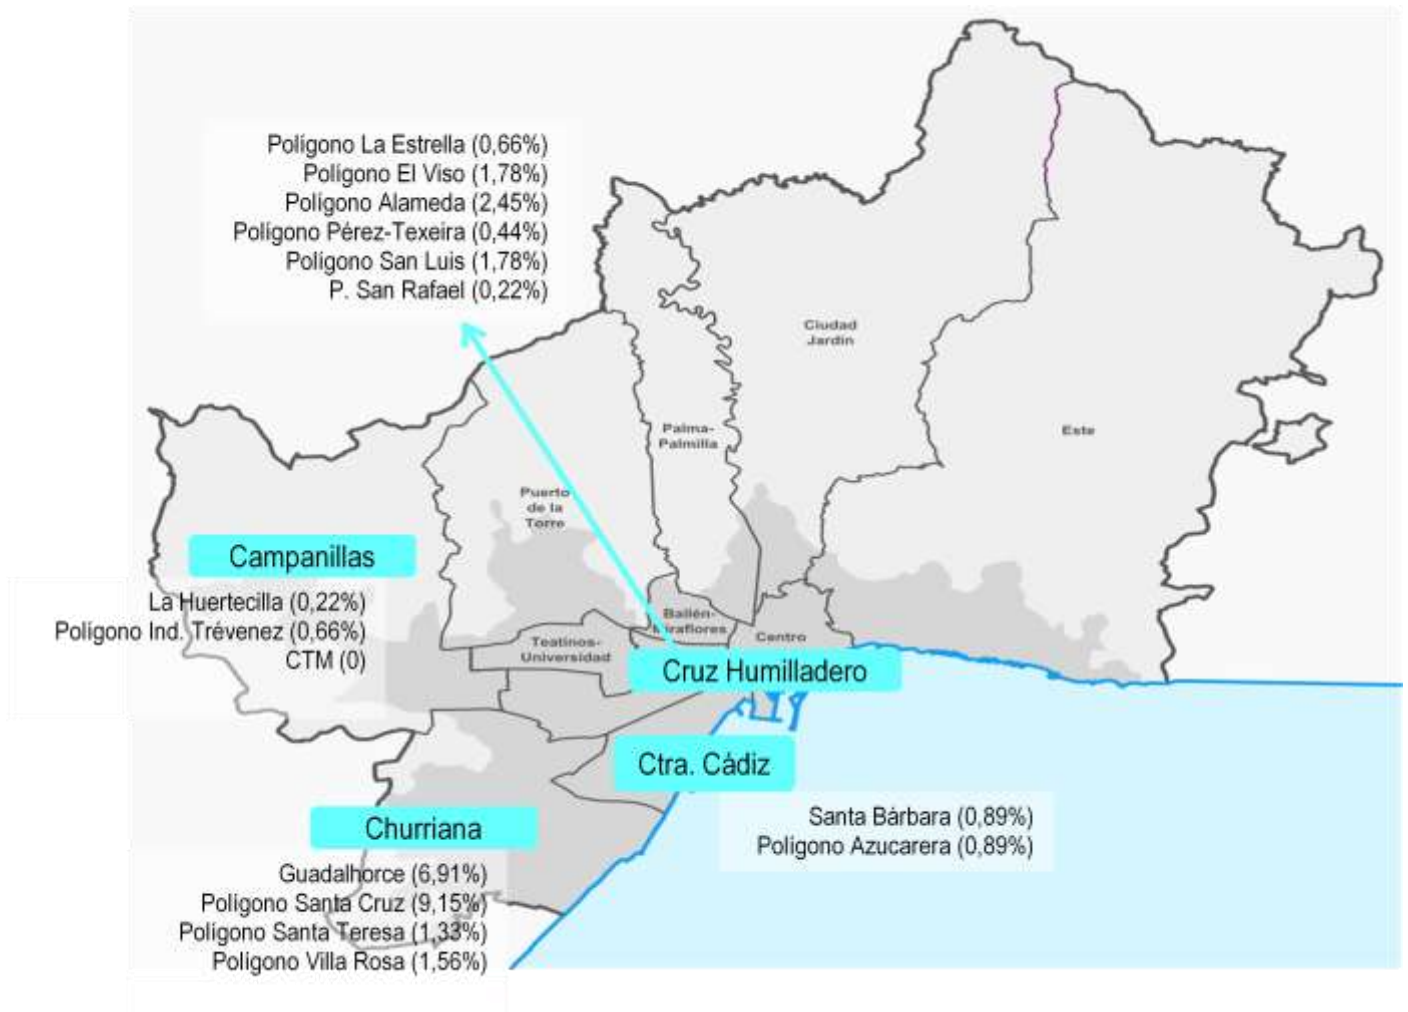 Polígono La Estrella (0,66%)
Polígono El Viso (1,78%)
Polígono Alameda (2,45%)
Polígono Pérez-Texeira (0,44%)
Polígono San Luis (1,78%)
P. San Rafael (0,22%)
Ciudad
Jardín
Palma-
Palmilla
Este
Puerto
de la
Torre
Campanillas
La Huertecilla (0,22%)
Polígono Ind. Trévenez (0,66%)
CTM (0)
Bailén-
Miraflores
Centro
Teatinos-
Universidad
Cruz Humilladero
Ctra. Cádiz
Santa Bárbara (0,89%)
Polígono Azucarera (0,89%)
Churriana
Guadalhorce (6,91%)
Polígono Santa Cruz (9,15%)
Polígono Santa Teresa (1,33%)
Polígono Villa Rosa (1,56%)